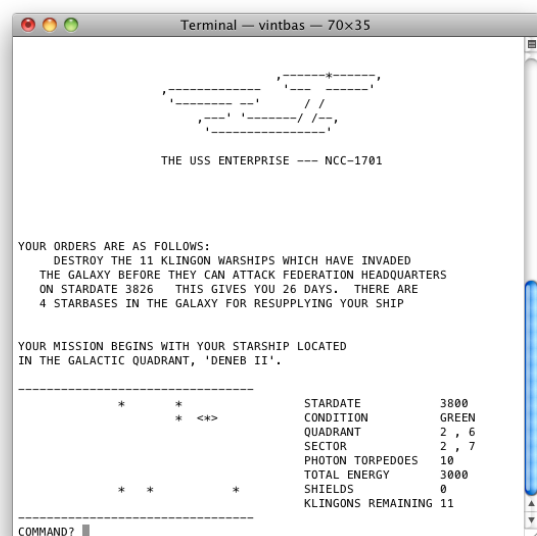 Terminal — vintbas — 70×35
,------*------,
,-------------   '---  ------'
'-------- --'      / /
,---' '-------/ /--,
'----------------'
THE USS ENTERPRISE --- NCC-1701
YOUR ORDERS ARE AS FOLLOWS:
DESTROY THE 11 KLINGON WARSHIPS WHICH HAVE INVADED
THE GALAXY BEFORE THEY CAN ATTACK FEDERATION HEADQUARTERS
ON STARDATE 3826   THIS GIVES YOU 26 DAYS.  THERE ARE
4 STARBASES IN THE GALAXY FOR RESUPPLYING YOUR SHIP
YOUR MISSION BEGINS WITH YOUR STARSHIP LOCATED
IN THE GALACTIC QUADRANT, 'DENEB II'.
---------------------------------
*       *                 STARDATE           3800
* <*>             CONDITION          GREEN
QUADRANT           2 , 6
SECTOR             2 , 7
PHOTON TORPEDOES   10
TOTAL ENERGY       3000
*   *           *         SHIELDS            0
KLINGONS REMAINING 11
---------------------------------
COMMAND?